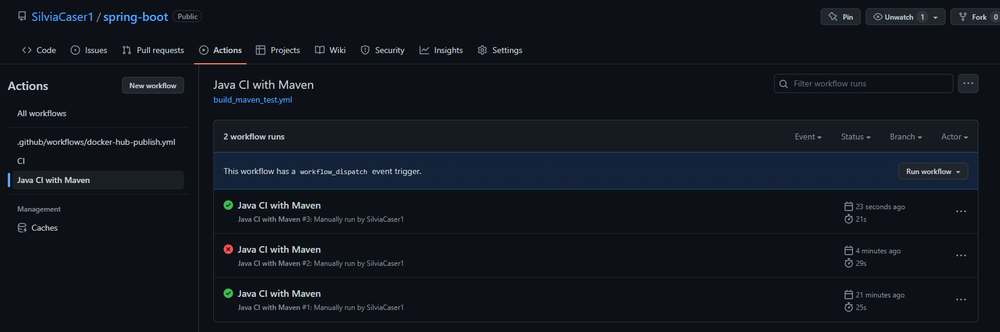 SilviaCaser1 / spring-boot Public
Pin Unwatch 1 Fork 0
Code Issues Pull requests Actions Projects Wiki Security Insights Settings
Actions
New workflow
All workflows
.github/workflows/docker-hub-publish.yml
CI
Java CI with Maven
Management
Caches
Java CI with Maven
build_maven_test.yml
Filter workflow runs
2 workflow runs
Event Status Branch Actor
This workflow has a workflow_dispatch event trigger.
Run workflow
Java CI with Maven
Java CI with Maven #3: Manually run by SilviaCaser1
23 seconds ago
21s
Java CI with Maven
Java CI with Maven #2: Manually run by SilviaCaser1
4 minutes ago
29s
Java CI with Maven
Java CI with Maven #1: Manually run by SilviaCaser1
21 minutes ago
25s